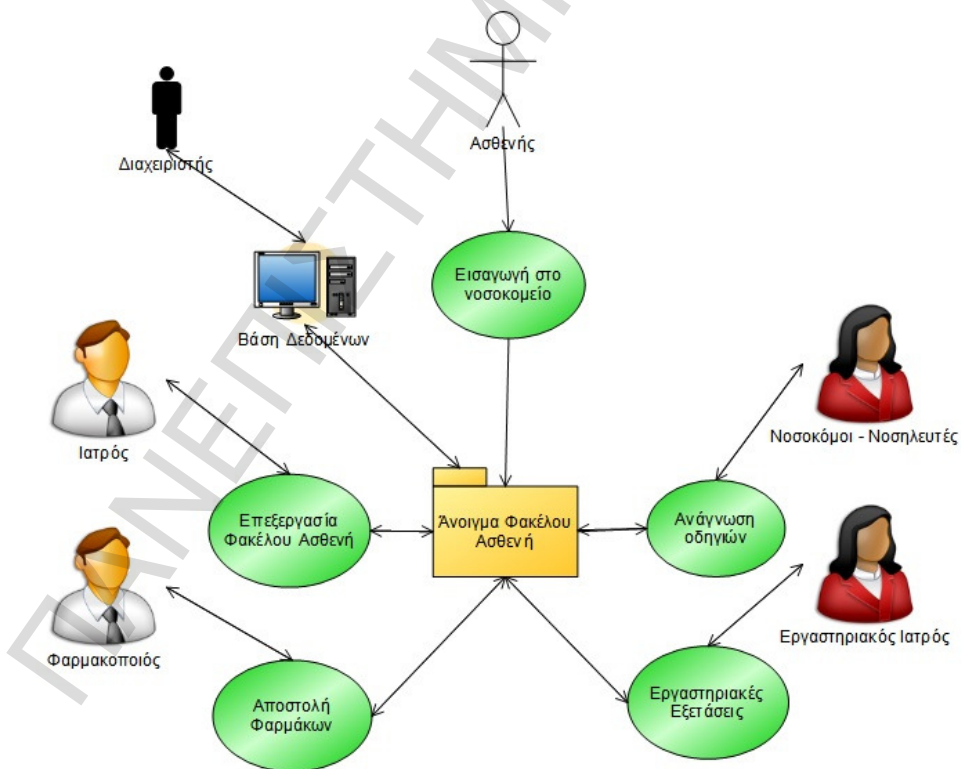 Ασθενής
Διαχειριστής
Εισαγωγή στο
νοσοκομείο
Βάση Δεδομένων
Ιατρός
Νοσοκόμοι - Νοσηλευτές
Επεξεργασία
Φακέλου Ασθενή
Άνοιγμα Φακέλου
Ασθενή
Ανάγνωση
οδηγιών
Φαρμακοποιός
Εργαστηριακός Ιατρός
Αποστολή
Φαρμάκων
Εργαστηριακές
Εξετάσεις